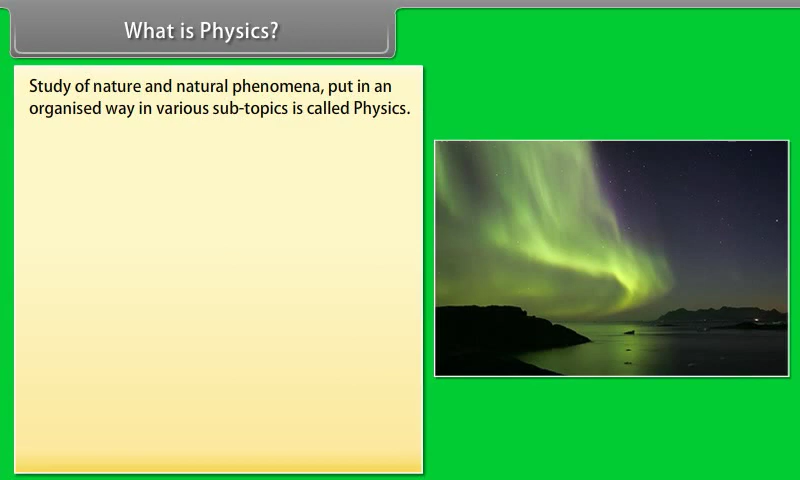 What is Physics?
Study of nature and natural phenomena, put in an
organised way in various sub-topics is called Physics.